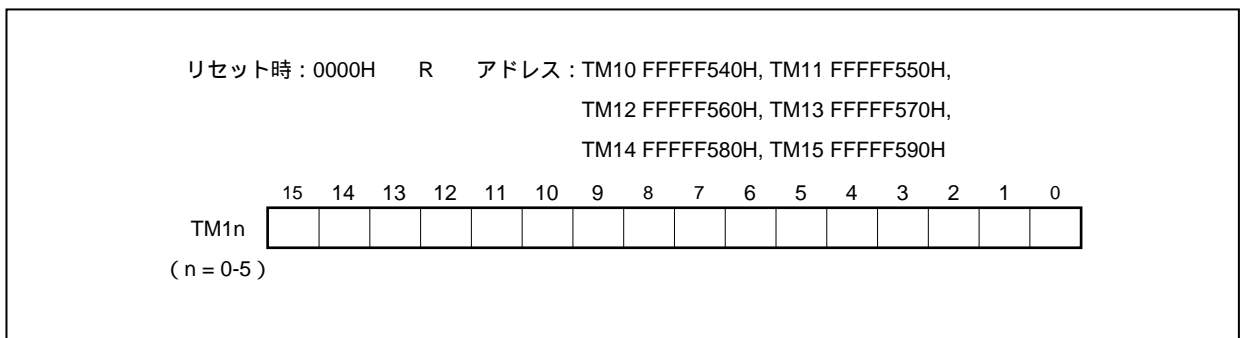 リセット時：0000H R アドレス：TM10 FFFFF540H, TM11 FFFFF550H,
TM12 FFFFF560H, TM13 FFFFF570H,
TM14 FFFFF580H, TM15 FFFFF590H
15 14 13 12 11 10 9 8 7 6 5 4 3 2 1 0
TM1n
（n = 0-5）